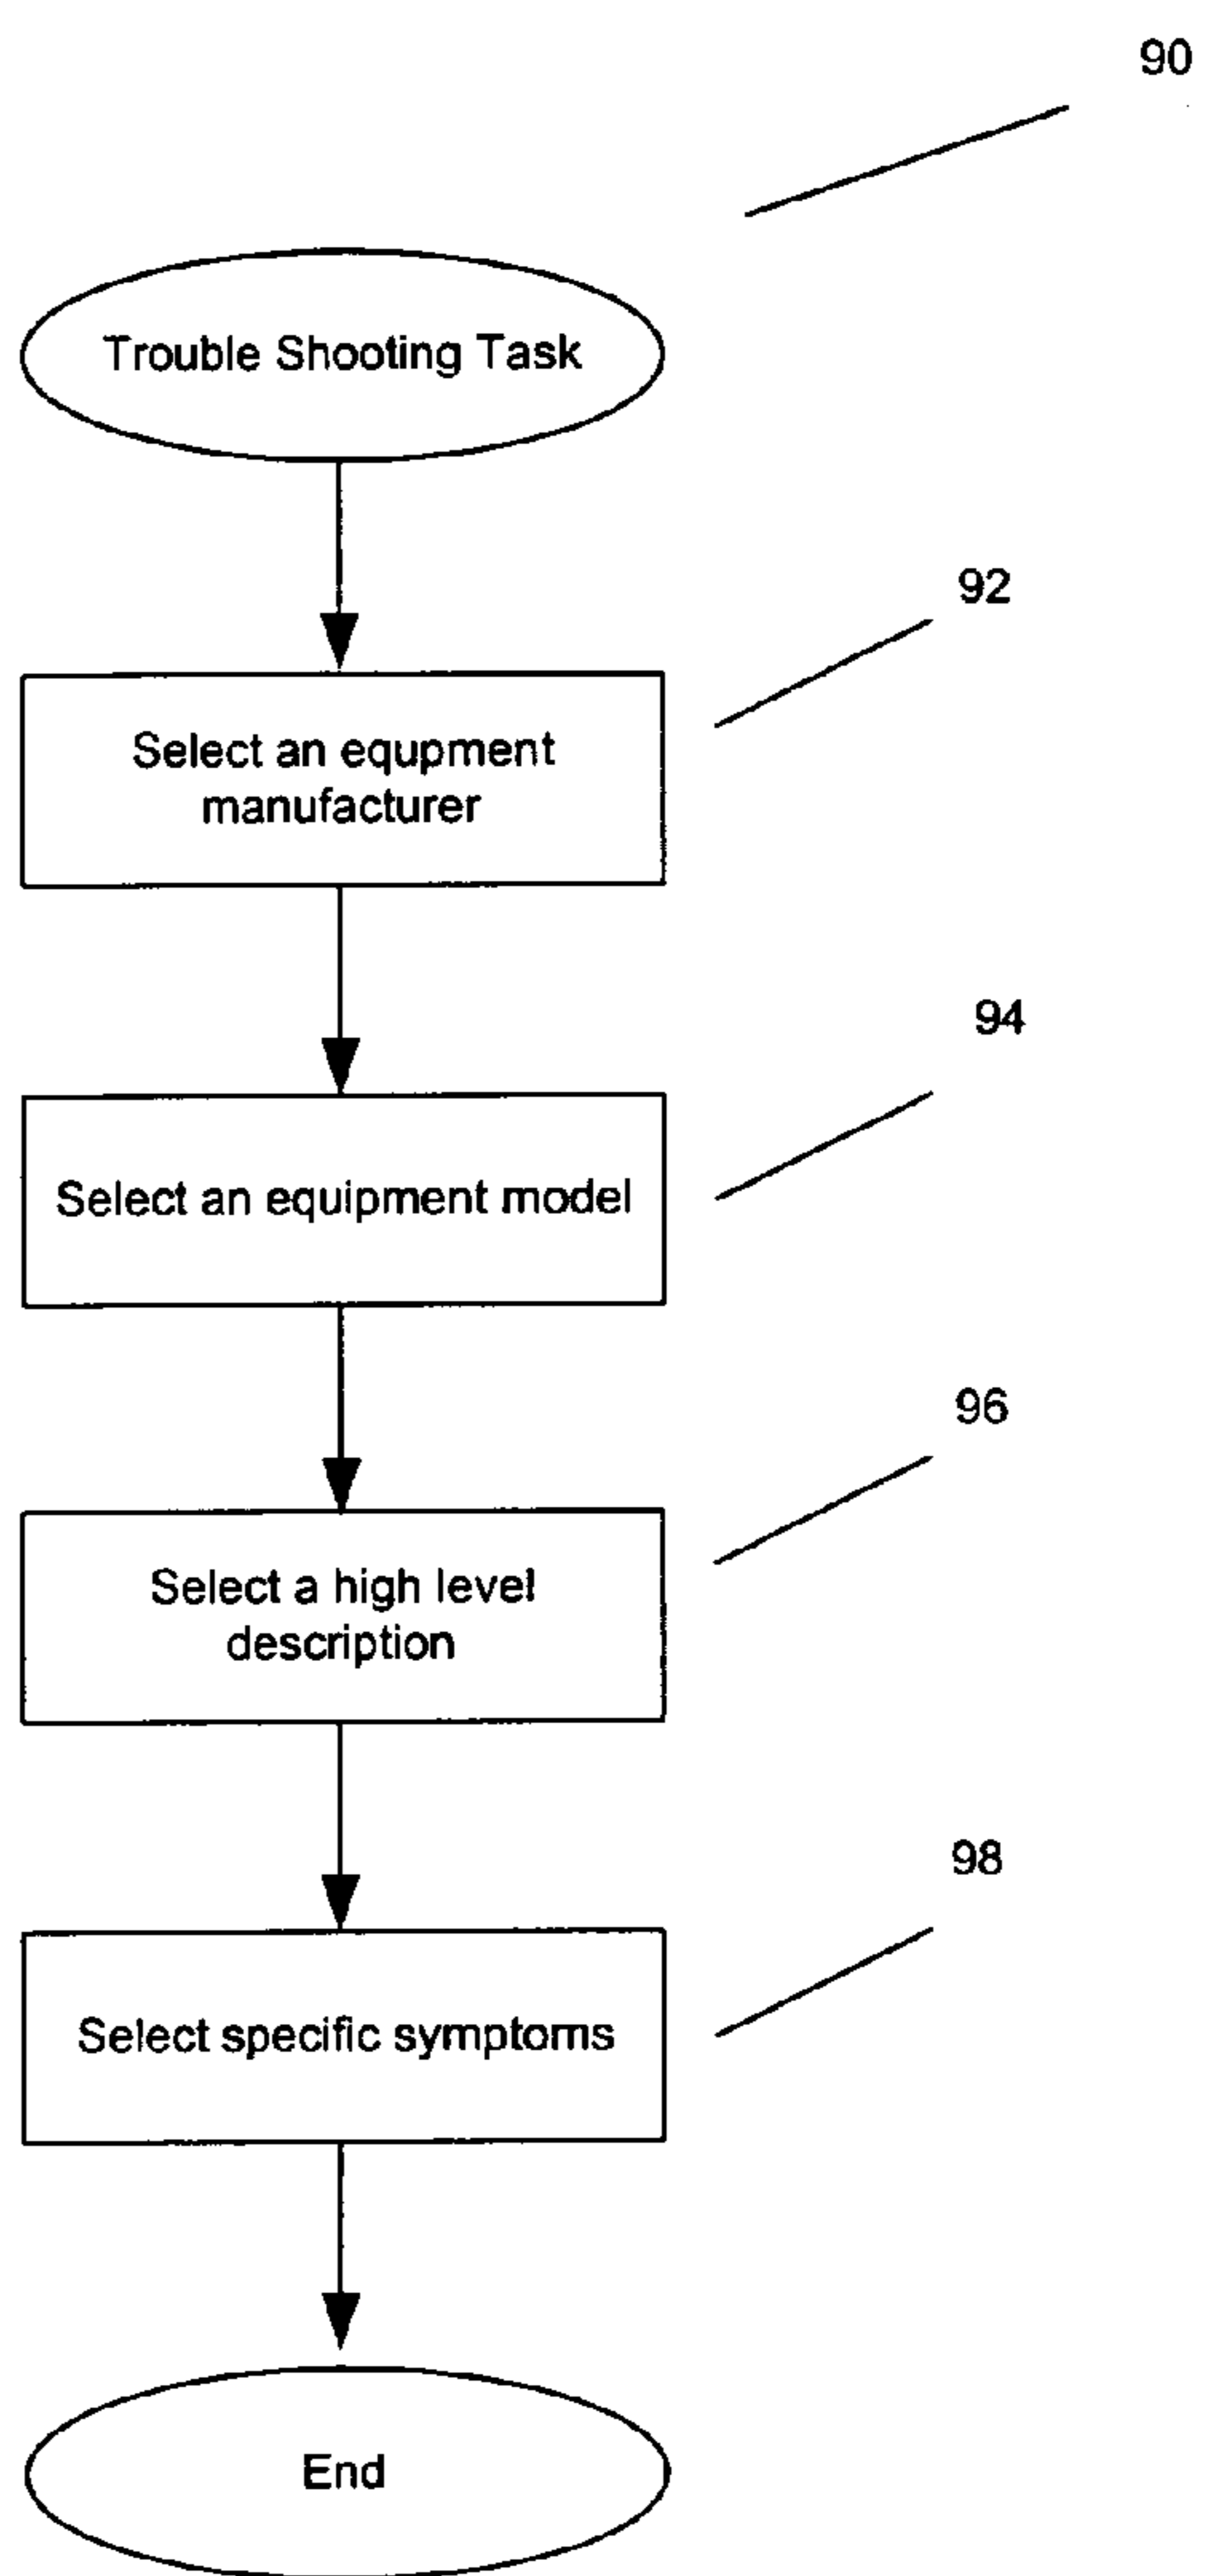 90
Trouble Shooting Task
92
Select an equpment
manufacturer
94
Select an equipment model
96
Select a high level
description
98
Select specific symptoms
End